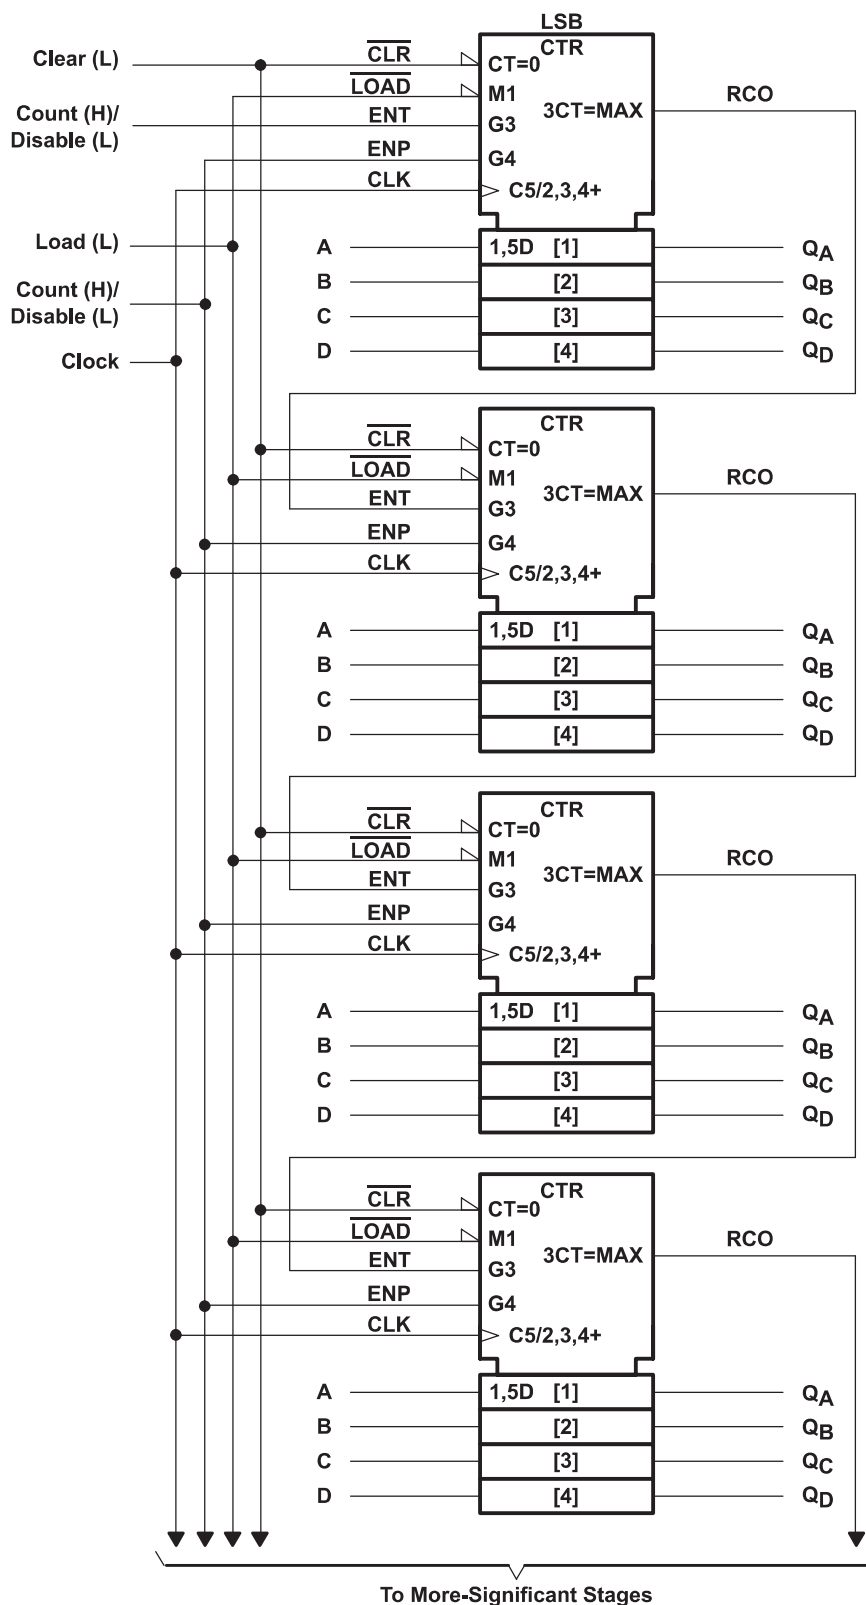 LSB
CTR
Clear (L)
CLR
CT=0
LOAD
M1
RCO
Count (H)/
Disable (L)
ENT
G3
3CT=MAX
ENP
G4
CLK
C5/2,3,4+
Load (L)
A
1,5D [1]
QA
Count (H)/
Disable (L)
B
[2]
QB
C
[3]
QC
Clock
D
[4]
QD
CTR
CLR
CT=0
LOAD
M1
RCO
ENT
G3
3CT=MAX
ENP
G4
CLK
C5/2,3,4+
A
1,5D [1]
QA
B
[2]
QB
C
[3]
QC
D
[4]
QD
CTR
CLR
CT=0
LOAD
M1
RCO
ENT
G3
3CT=MAX
ENP
G4
CLK
C5/2,3,4+
A
1,5D [1]
QA
B
[2]
QB
C
[3]
QC
D
[4]
QD
CTR
CLR
CT=0
LOAD
M1
RCO
ENT
G3
3CT=MAX
ENP
G4
CLK
C5/2,3,4+
A
1,5D [1]
QA
B
[2]
QB
C
[3]
QC
D
[4]
QD
To More-Significant Stages